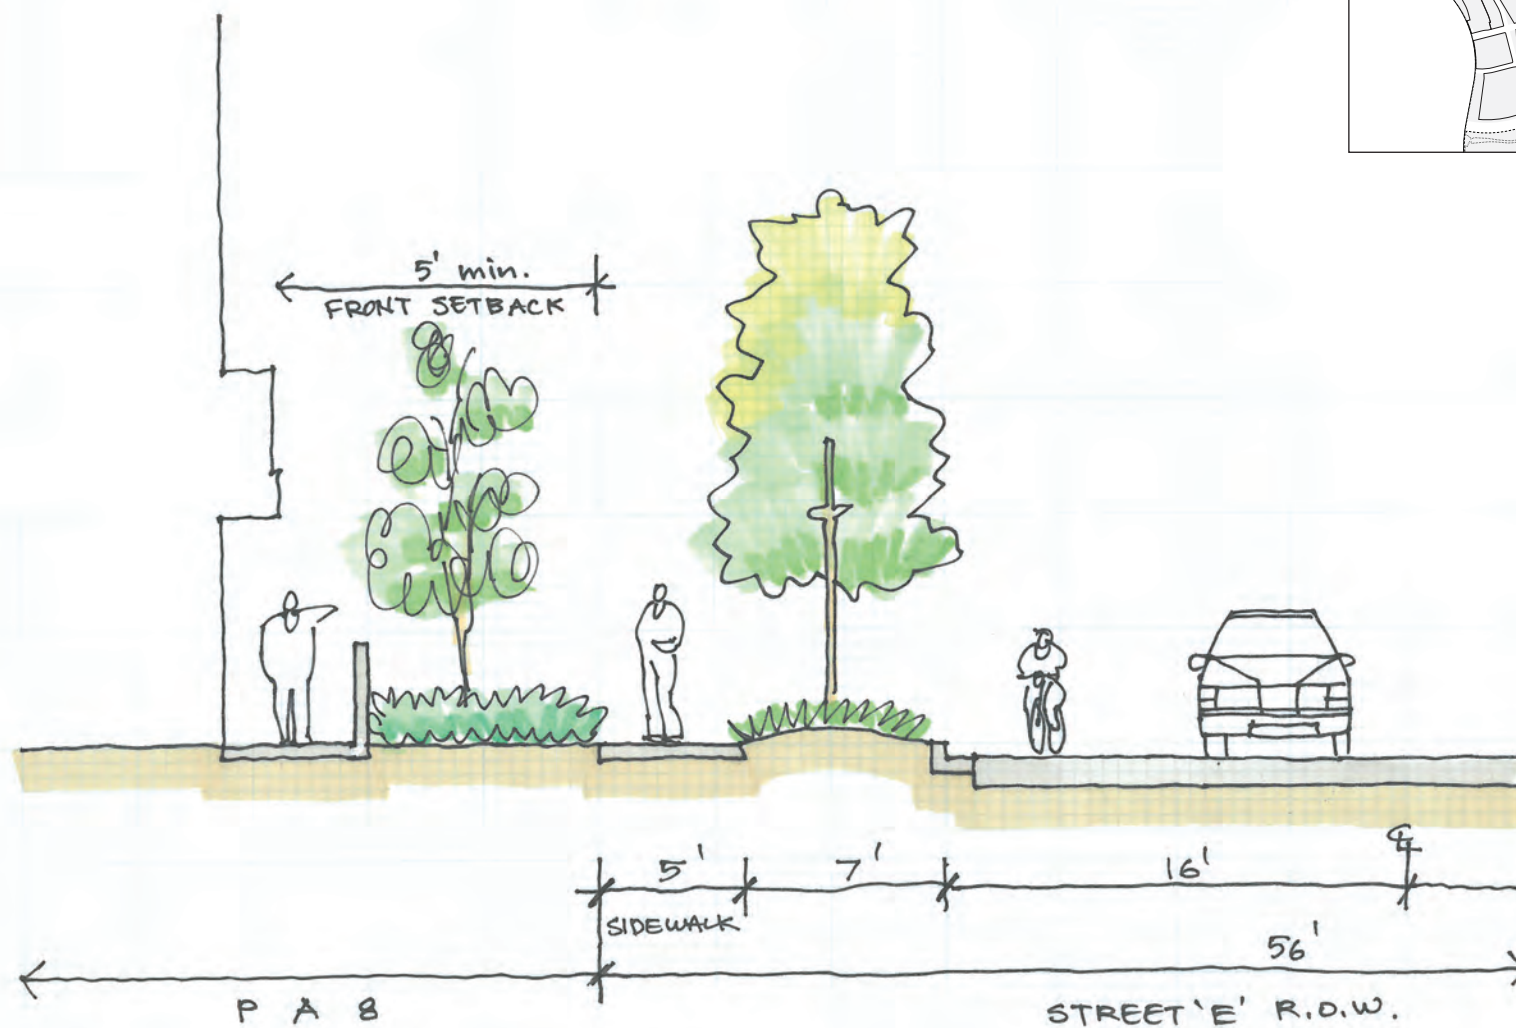 5' min.
FRONT SETBACK
5' 7' 16' ℄
SIDEWALK
56'
P A 8 STREET 'E' R.O.W.